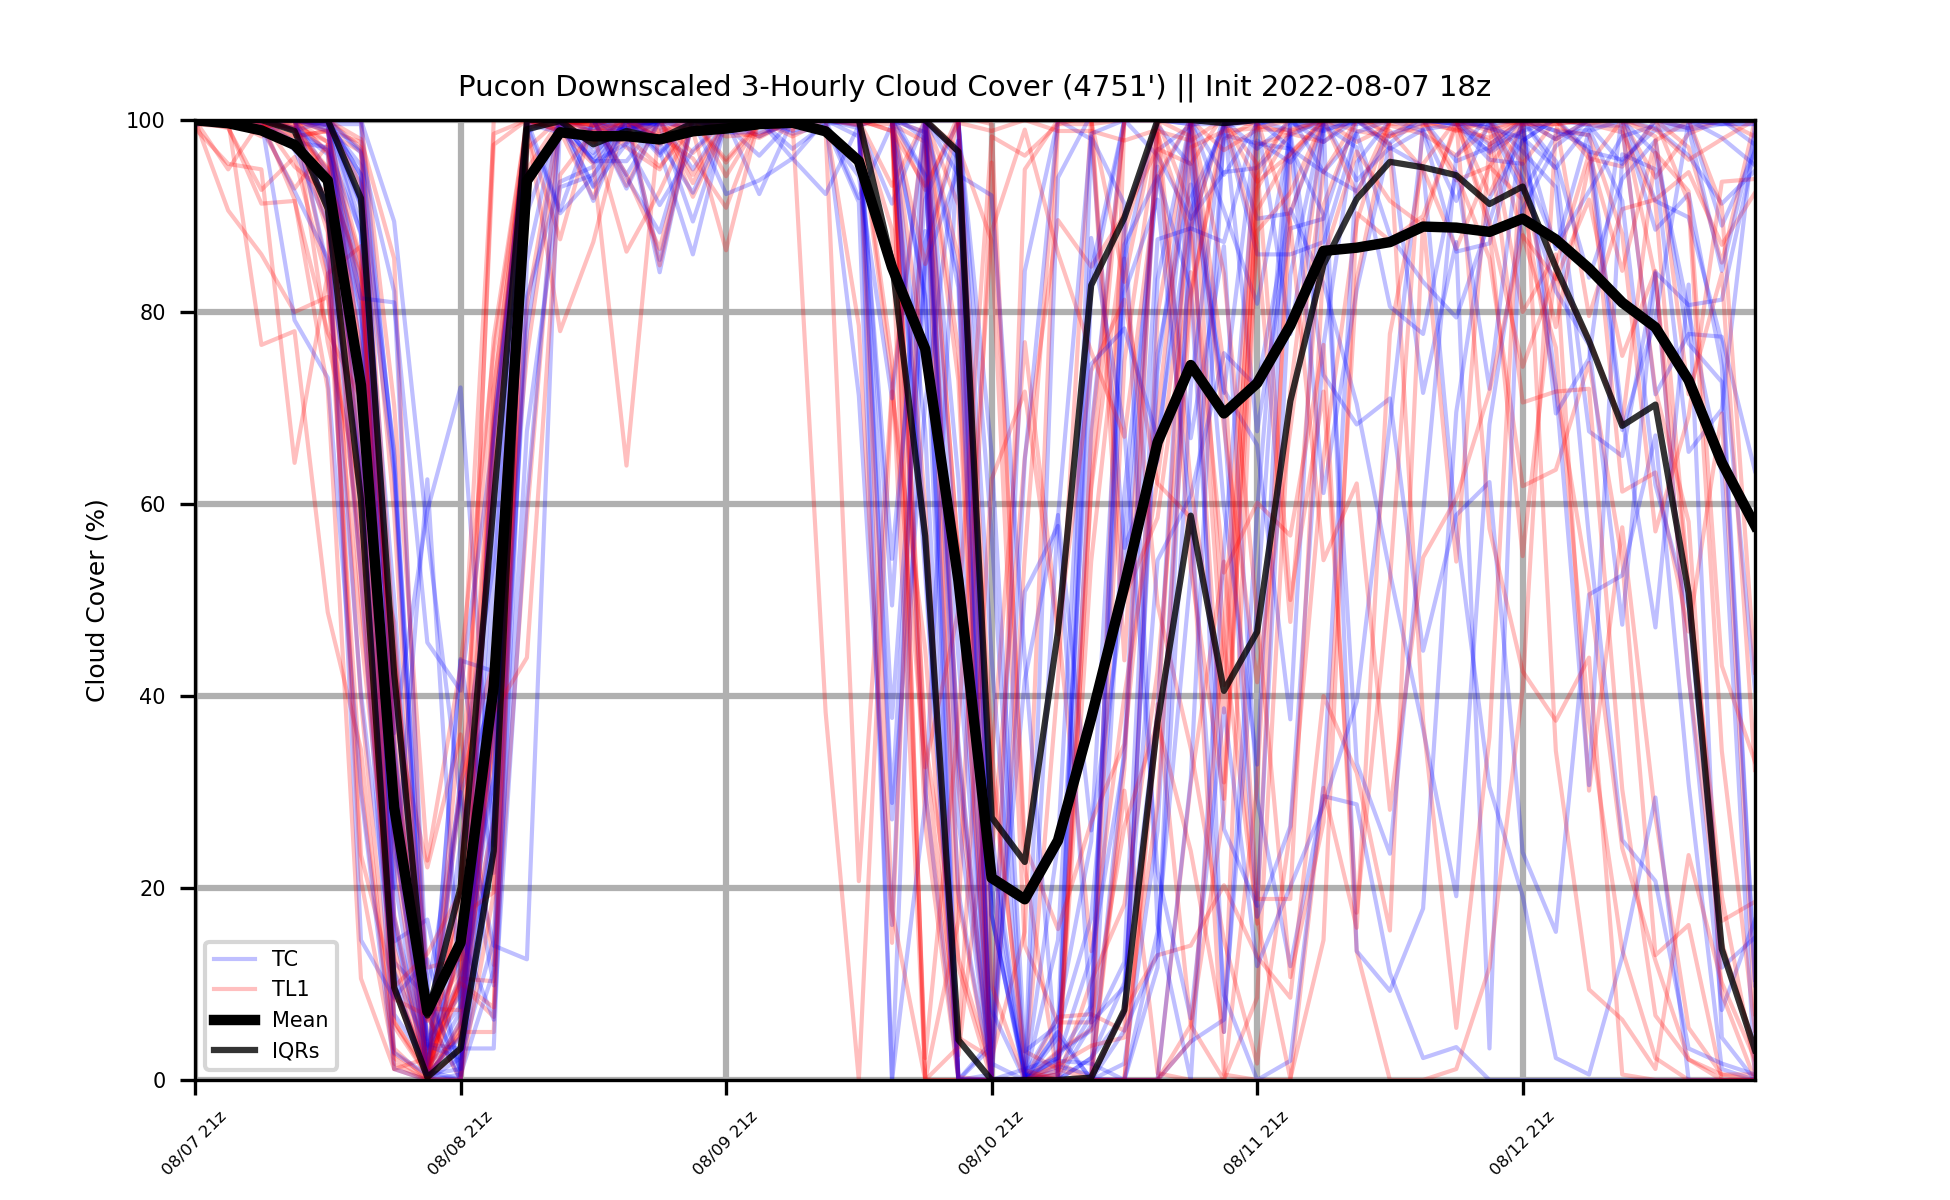 Pucon Downscaled 3-Hourly Cloud Cover (4751') || Init 2022-08-07 18z
Cloud Cover (%)
100
80
60
40
20
0
TC
TL1
Mean
IQRs
08/07 21z
08/08 21z
08/09 21z
08/10 21z
08/11 21z
08/12 21z